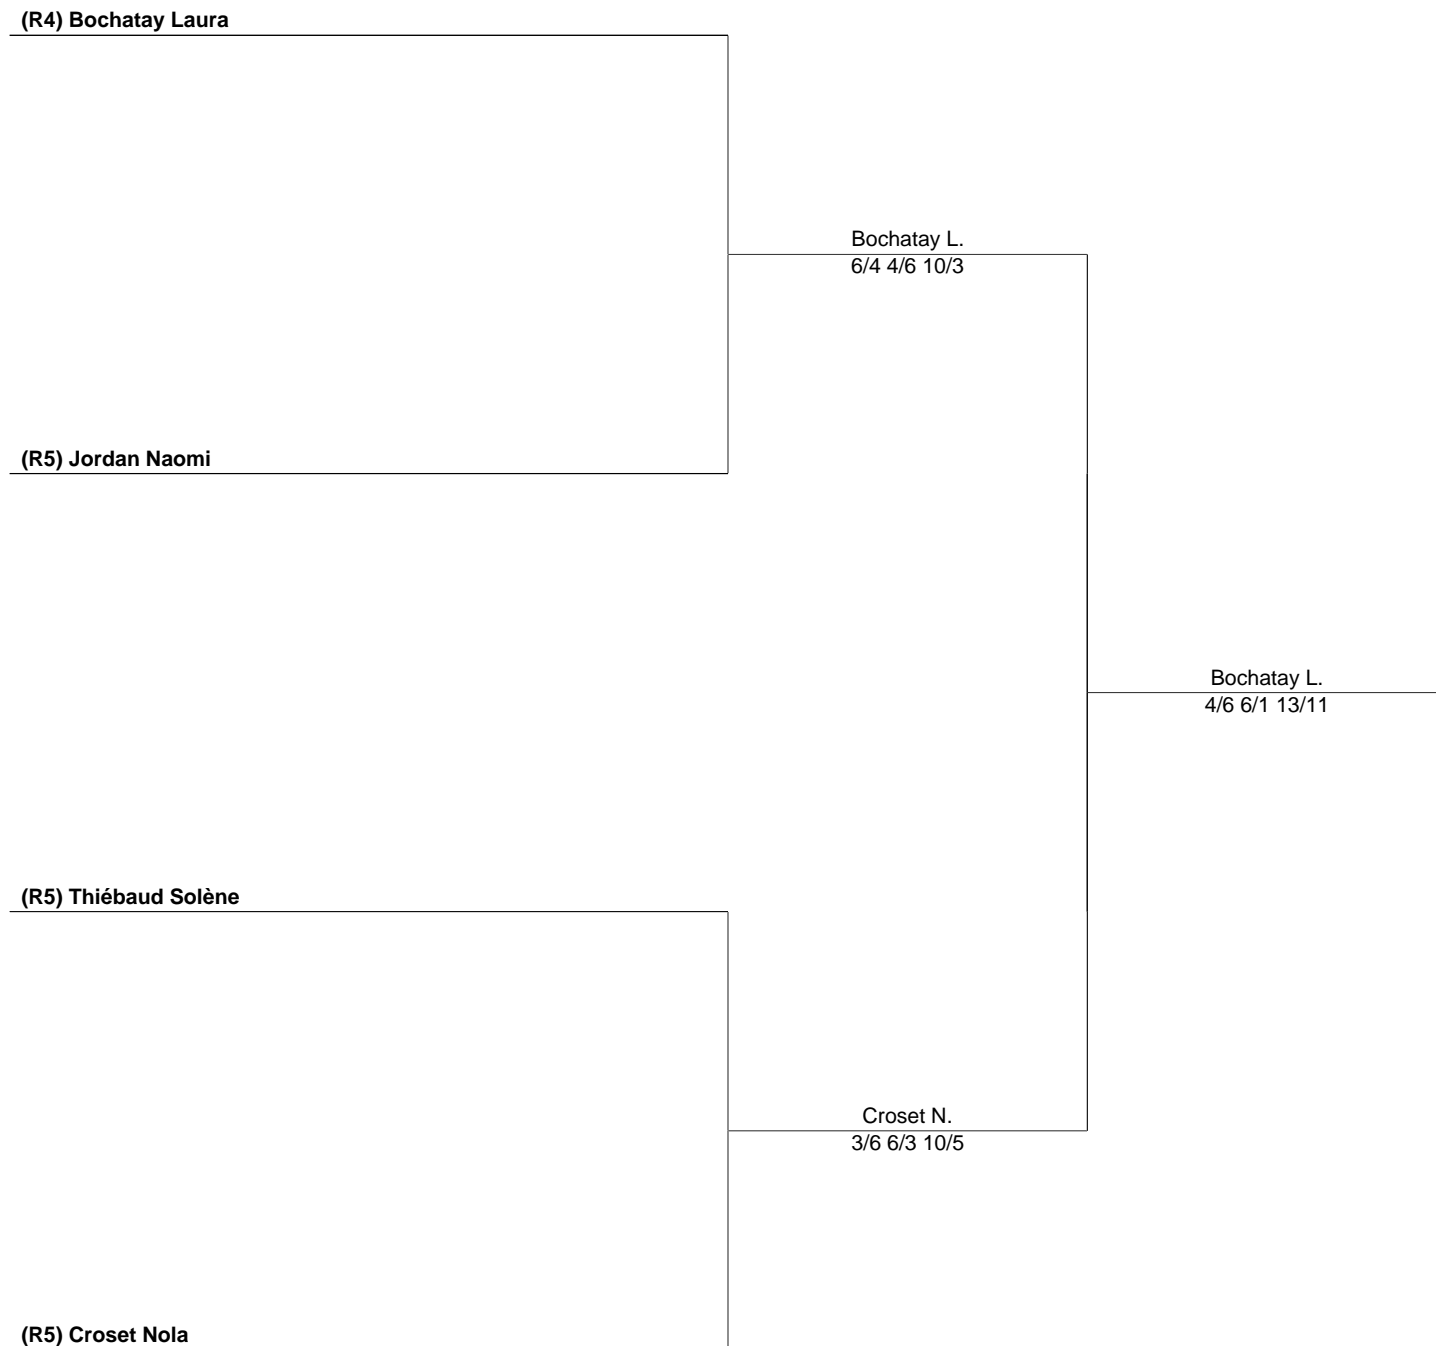 (R4) Bochatay Laura
Bochatay L.
6/4 4/6 10/3
(R5) Jordan Naomi
Bochatay L.
4/6 6/1 13/11
(R5) Thiébaud Solène
Croset N.
3/6 6/3 10/5
(R5) Croset Nola